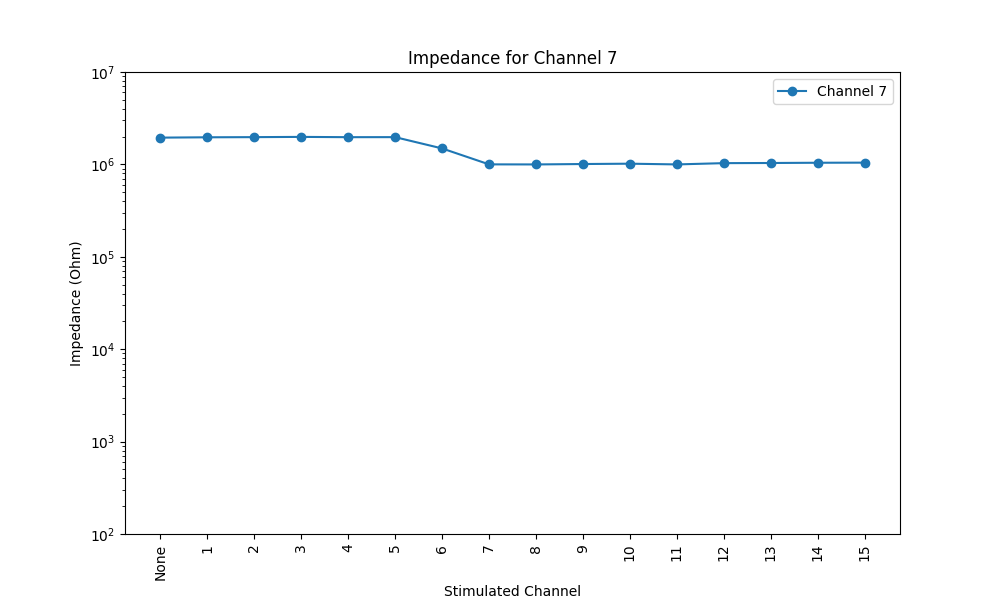 Impedance for Channel 7
Channel 7
Impedance (Ohm)
10^7
10^6
10^5
10^4
10^3
10^2
None 1 2 3 4 5 6 7 8 9 10 11 12 13 14 15
Stimulated Channel